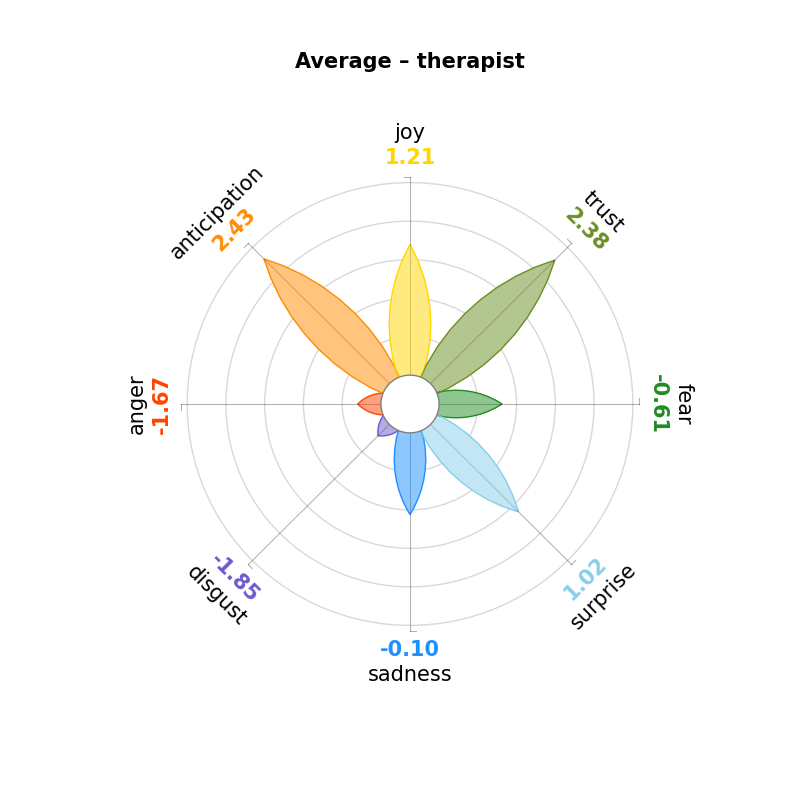 Average – therapist
joy
1.21
trust
2.38
fear
-0.61
surprise
1.02
-0.10
sadness
disgust
-1.85
anger
-1.67
anticipation
2.43